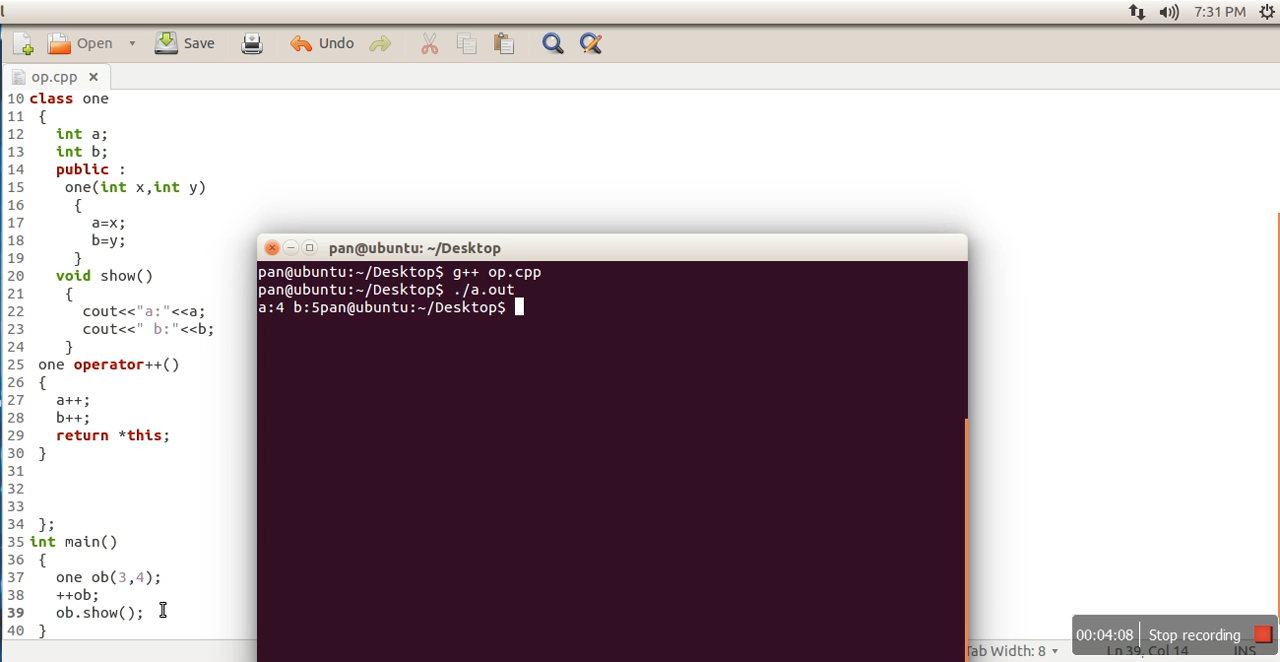 l
7:31 PM
Open Save Undo
op.cpp
10 class one
11 {
12 int a;
13 int b;
14 public :
15 one(int x,int y)
16 {
17 a=x;
18 b=y;
19 }
20 void show()
21 {
22 cout<<"a:"<<a;
23 cout<<" b:"<<b;
24 }
25 one operator++()
26 {
27 a++;
28 b++;
29 return *this;
30 }
31
32
33
34 };
35 int main()
36 {
37 one ob(3,4);
38 ++ob;
39 ob.show();
40 }
pan@ubuntu: ~/Desktop
pan@ubuntu:~/Desktop$ g++ op.cpp
pan@ubuntu:~/Desktop$ ./a.out
a:4 b:5pan@ubuntu:~/Desktop$
00:04:08 Stop recording
Tab Width: 8 Ln 39, Col 14 INS